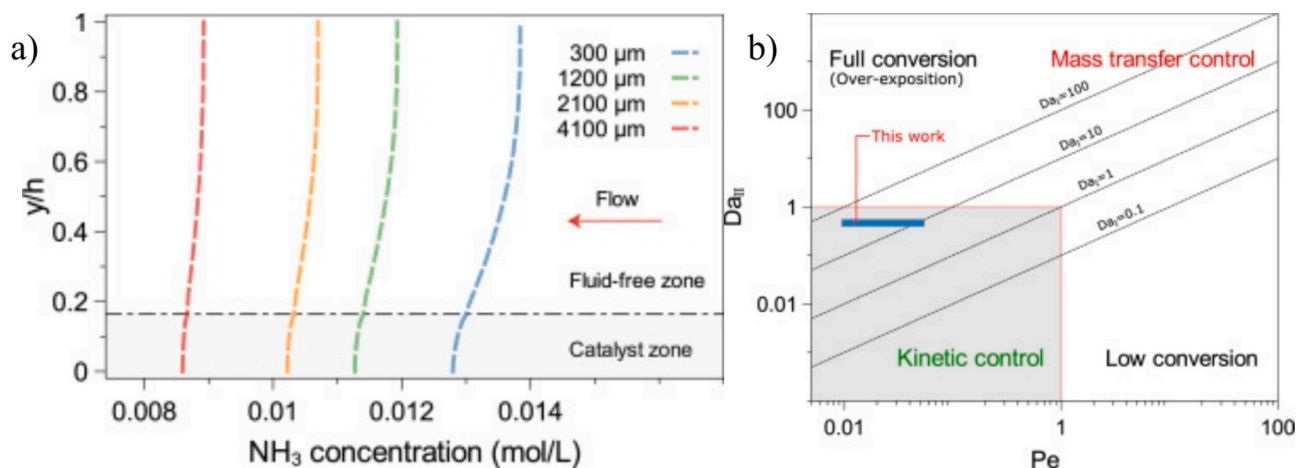 a)
y/h
1
0.8
0.6
0.4
0.2
0
300 µm
1200 µm
2100 µm
4100 µm
Flow
Fluid-free zone
Catalyst zone
0.008
0.01
0.012
0.014
NH₃ concentration (mol/L)
b)
Full conversion
(Over-exposition)
Mass transfer control
This work
Da_I=100
Da_I=10
Da_I=1
Da_I=0.1
Da_II
100
1
0.01
Kinetic control
Low conversion
0.01
1
100
Pe